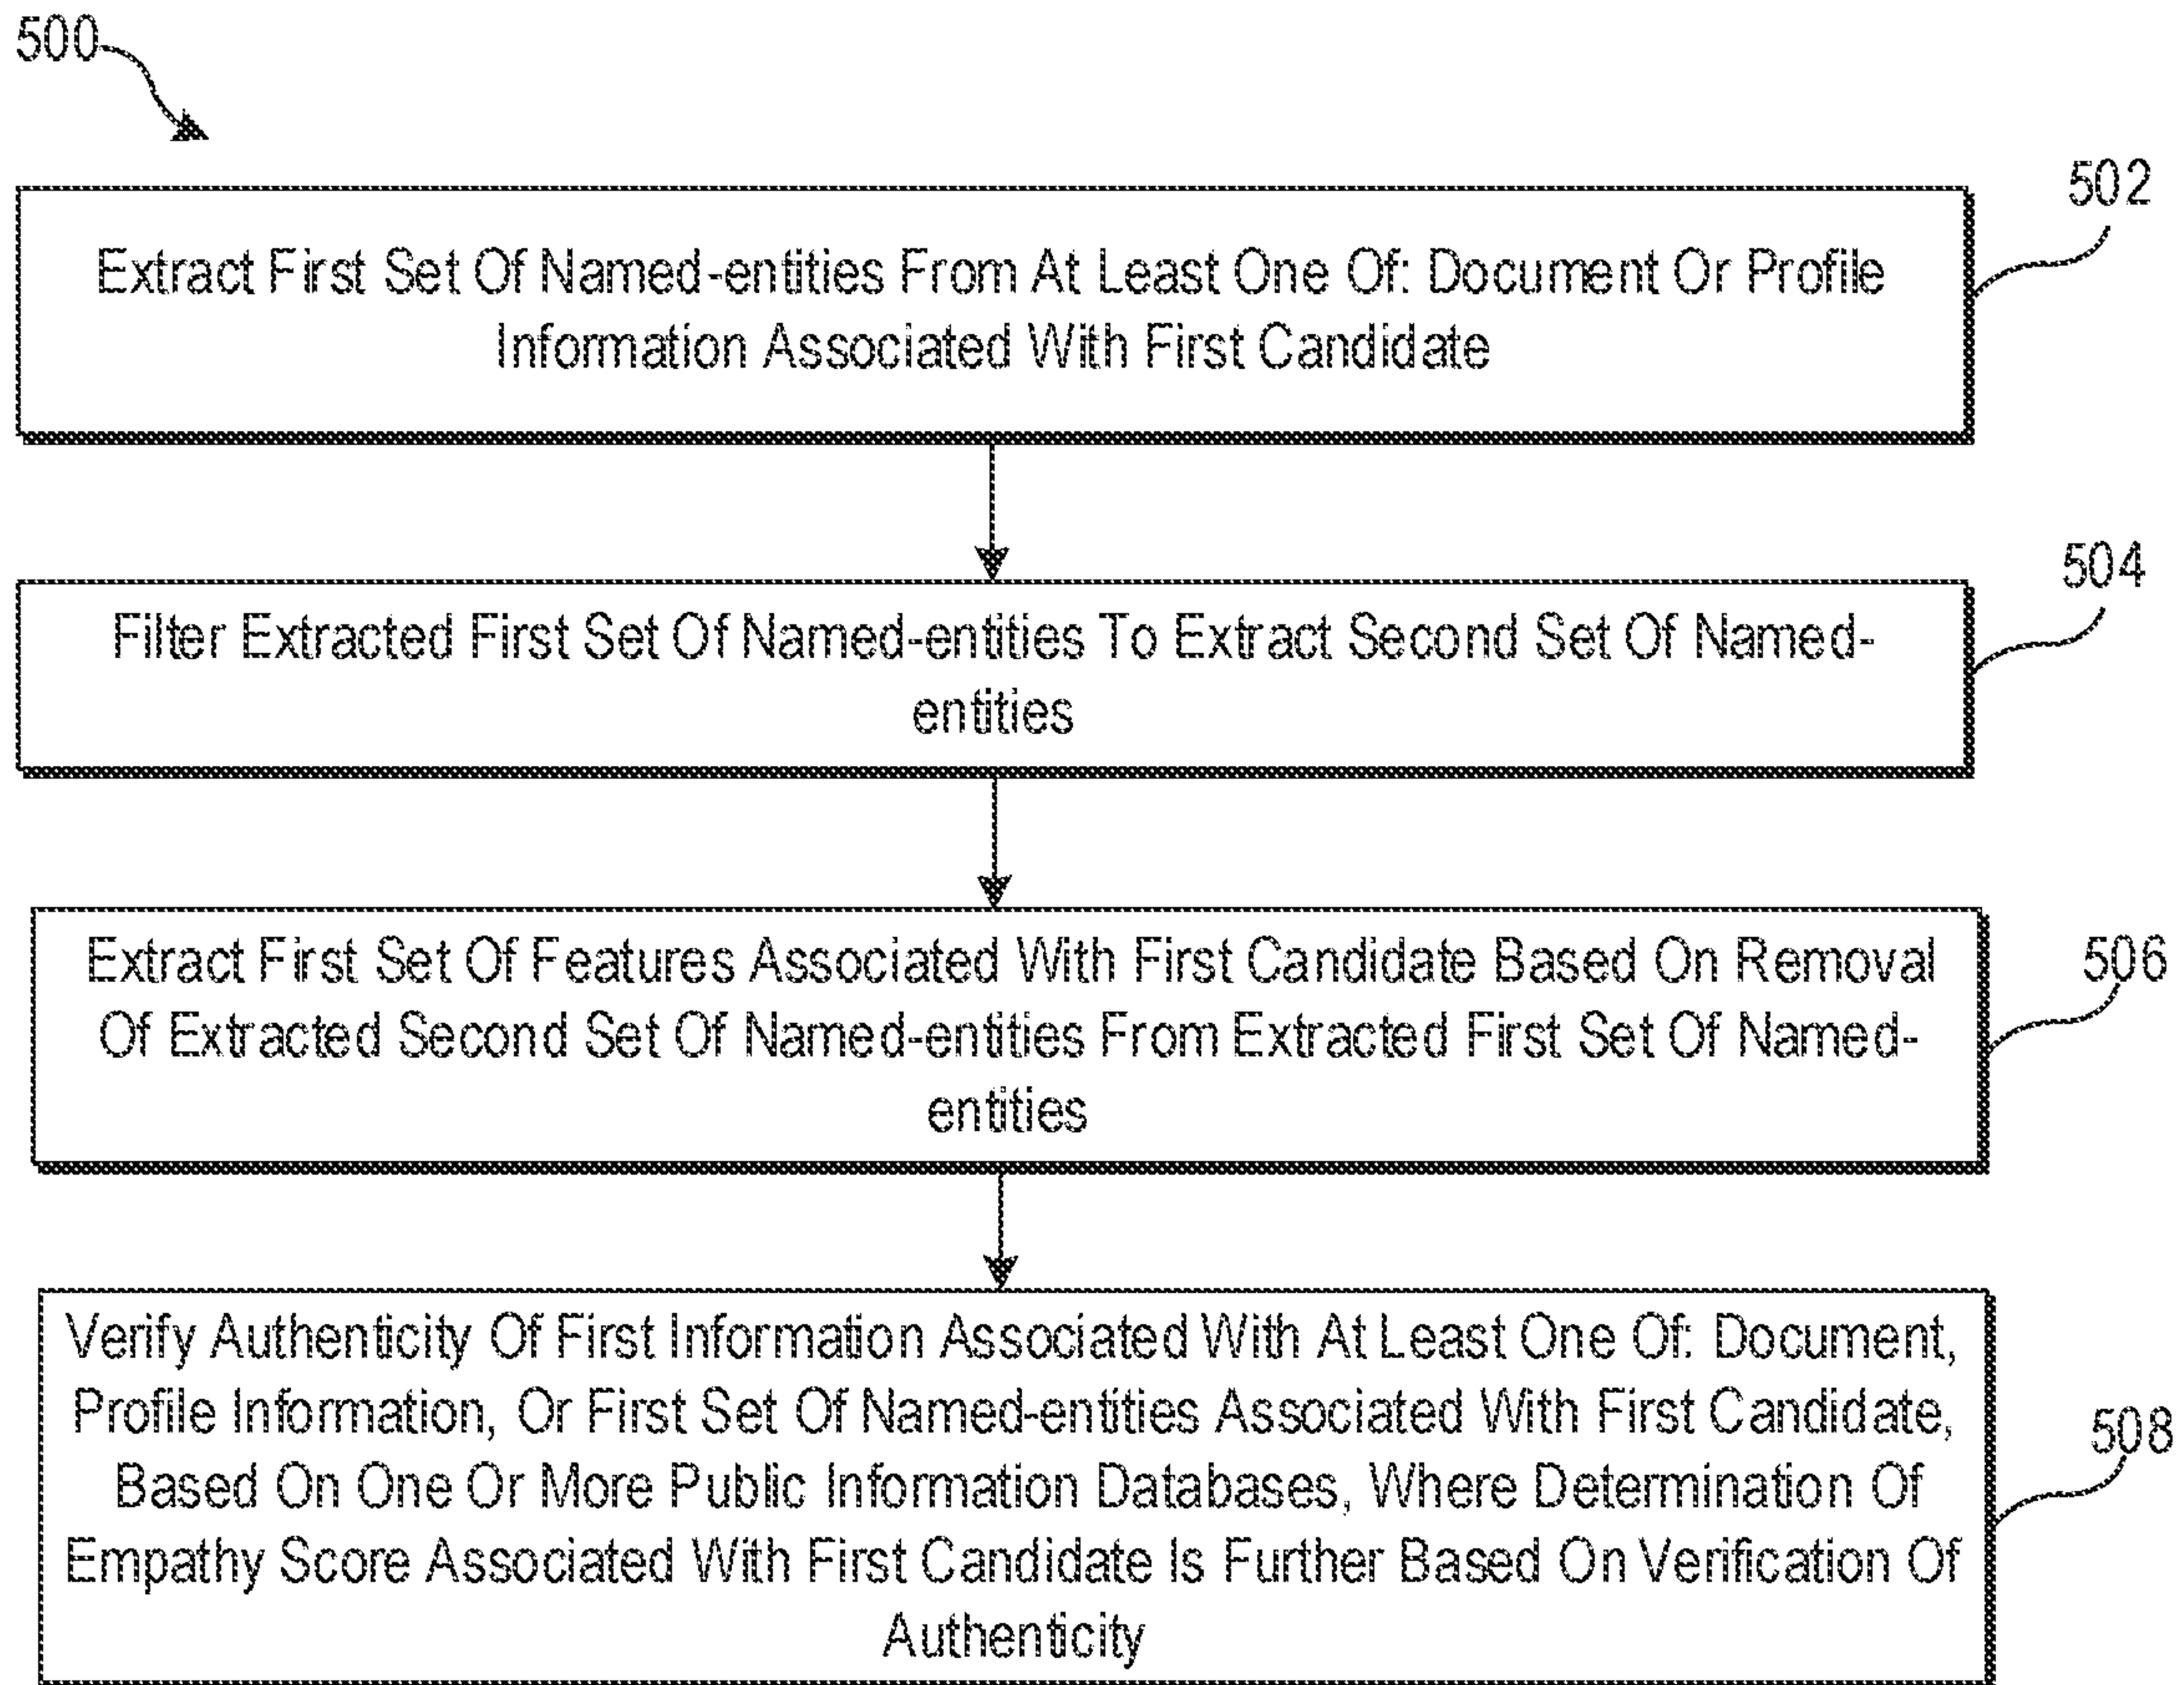 500
502
Extract First Set Of Named-entities From At Least One Of: Document Or Profile
Information Associated With First Candidate
504
Filter Extracted First Set Of Named-entities To Extract Second Set Of Named-
entities
506
Extract First Set Of Features Associated With First Candidate Based On Removal
Of Extracted Second Set Of Named-entities From Extracted First Set Of Named-
entities
508
Verify Authenticity Of First Information Associated With At Least One Of: Document,
Profile Information, Or First Set Of Named-entities Associated With First Candidate,
Based On One Or More Public Information Databases, Where Determination Of
Empathy Score Associated With First Candidate Is Further Based On Verification Of
Authenticity